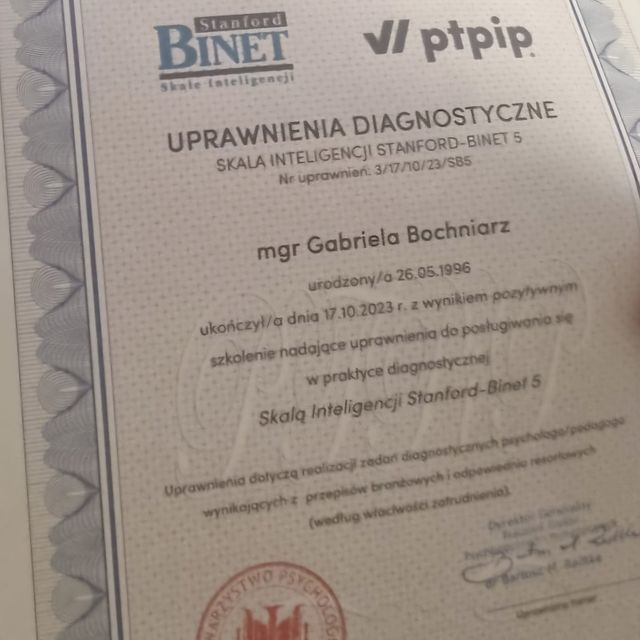 Stanford
BINET
Skale Inteligencji
ptpip
UPRAWNIENIA DIAGNOSTYCZNE
SKALA INTELIGENCJI STANFORD-BINET 5
Nr uprawnień: 3/17/10/23/SB5
mgr Gabriela Bochniarz
urodzony/a 26.05.1996
ukończył/a dnia 17.10.2023 r. z wynikiem pozytywnym
szkolenie nadające uprawnienia do posługiwania się
w praktyce diagnostycznej
Skalą Inteligencji Stanford-Binet 5
Uprawnienia dotyczą realizacji zadań diagnostycznych psychologa/pedagoga
wynikających z przepisów branżowych i odpowiednio resortowych
(według właściwości zatrudnienia).